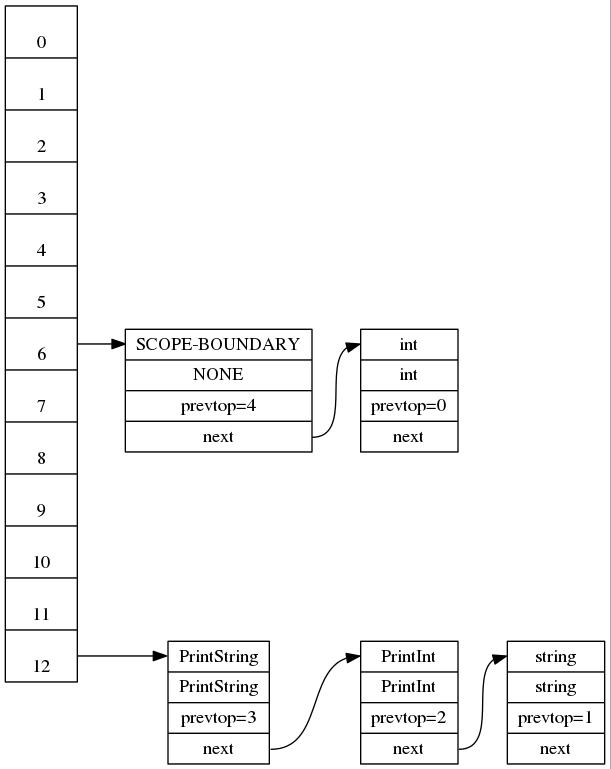 0
1
2
3
4
5
6
7
8
9
10
11
12
SCOPE-BOUNDARY
NONE
prevtop=4
next
int
int
prevtop=0
next
PrintString
PrintString
prevtop=3
next
PrintInt
PrintInt
prevtop=2
next
string
string
prevtop=1
next